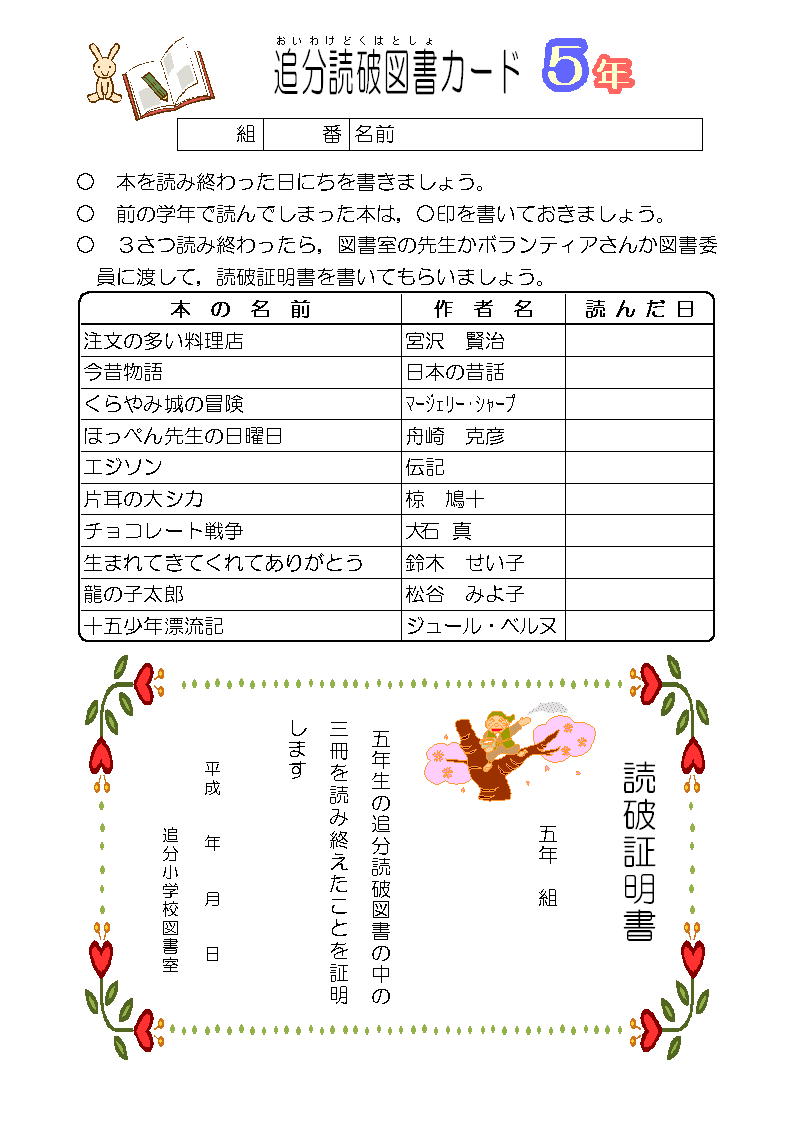 おいわけどくはとしょ
追分読破図書カード 5年
組 番 名前
○　本を読み終わった日にちを書きましょう。
○　前の学年で読んでしまった本は，○印を書いておきましょう。
○　３さつ読み終わったら，図書室の先生かボランティアさんか図書委
員に渡して，読破証明書を書いてもらいましょう。
本の名前 作者名 読んだ日
注文の多い料理店 宮沢　賢治
今昔物語 日本の昔話
くらやみ城の冒険 ﾏｰｼﾞｪﾘｰ･ｼｬｰﾌﾟ
ほっぺん先生の日曜日 舟崎　克彦
エジソン 伝記
片耳の大シカ 椋　鳩十
チョコレート戦争 大石　真
生まれてきてくれてありがとう 鈴木　せい子
龍の子太郎 松谷　みよ子
十五少年漂流記 ジュール・ベルヌ
読破証明書
五年　組
五年生の追分読破図書の中の
三冊を読み終えたことを証明
します
平成　年　月　日
追分小学校図書室